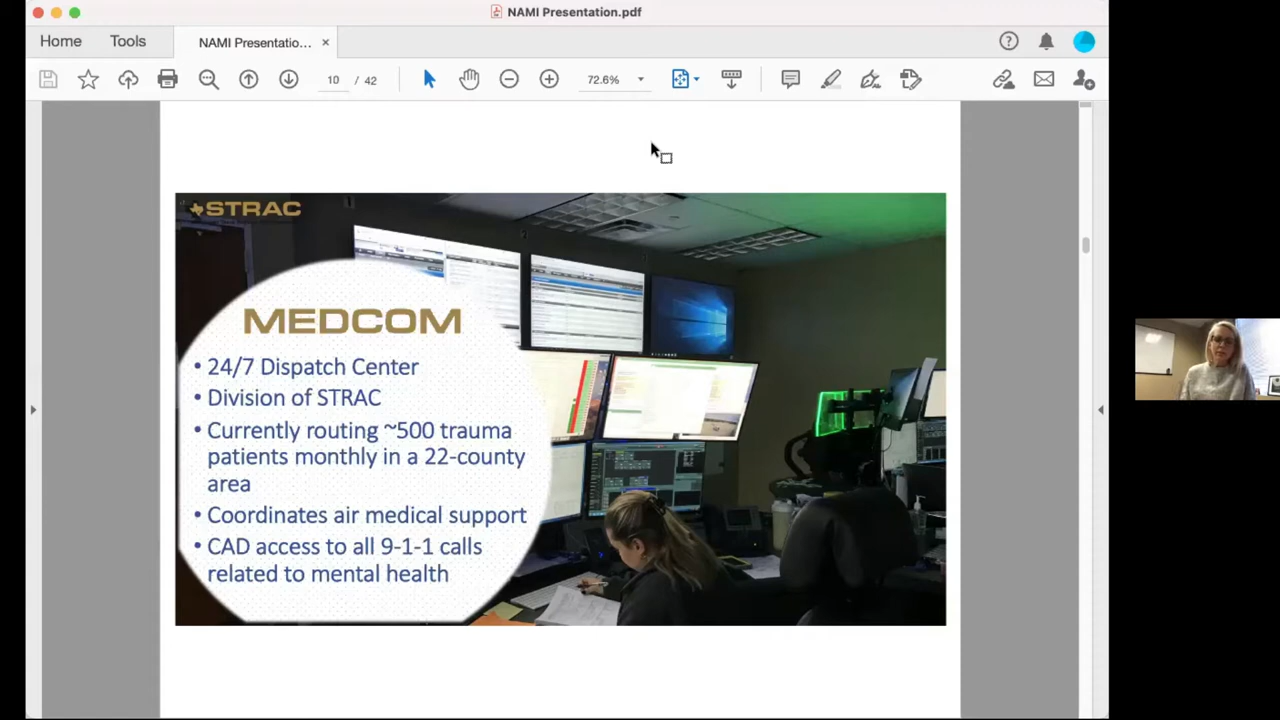 NAMI Presentation.pdf
Home
Tools
NAMI Presentatio...
10 / 42
72.6%
STRAC
MEDCOM
• 24/7 Dispatch Center
• Division of STRAC
• Currently routing ~500 trauma
patients monthly in a 22-county
area
• Coordinates air medical support
• CAD access to all 9-1-1 calls
related to mental health